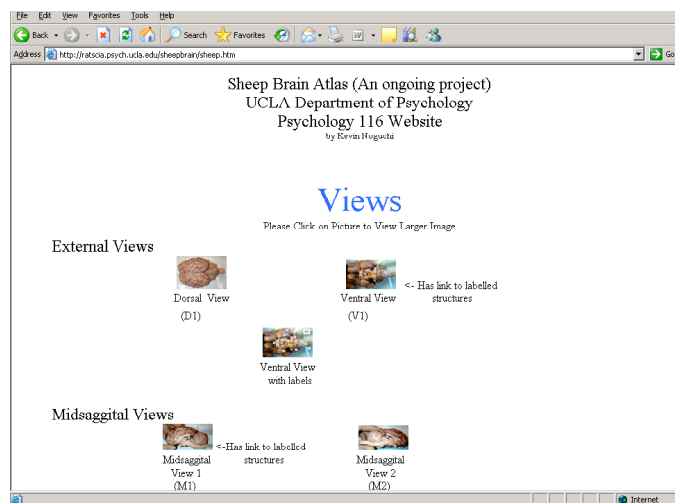 File Edit View Favorites Tools Help
Back Search Favorites
Address http://ratscia.psych.ucla.edu/sheepbrain/sheep.htm Go
Sheep Brain Atlas (An ongoing project)
UCLA Department of Psychology
Psychology 116 Website
by Kevin Noguchi
Views
Please Click on Picture to View Larger Image
External Views
<- Has link to labelled
structures
Dorsal View
(D1)
Ventral View
(V1)
Ventral View
with labels
Midsaggital Views
<-Has link to labelled
structures
Midsaggital
View 1
(M1)
Midsaggital
View 2
(M2)
Internet